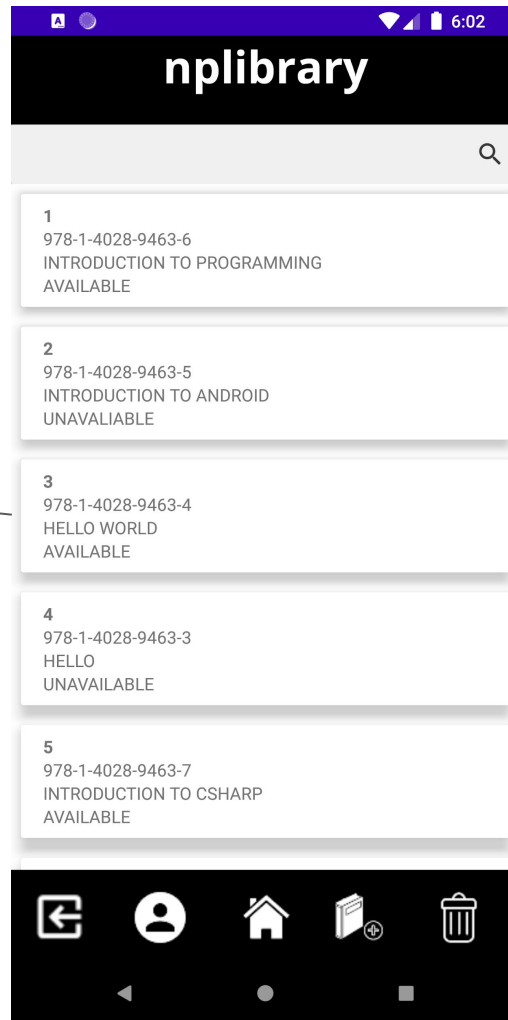 A 6:02
nplibrary
1
978-1-4028-9463-6
INTRODUCTION TO PROGRAMMING
AVAILABLE
2
978-1-4028-9463-5
INTRODUCTION TO ANDROID
UNAVALIABLE
3
978-1-4028-9463-4
HELLO WORLD
AVAILABLE
4
978-1-4028-9463-3
HELLO
UNAVAILABLE
5
978-1-4028-9463-7
INTRODUCTION TO CSHARP
AVAILABLE